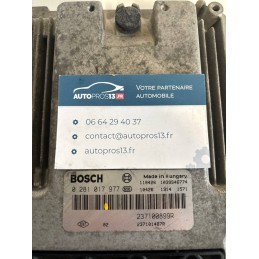 AUTOPROS13.FR
VOTRE PARTENAIRE
AUTOMOBILE
06 64 29 40 37
contact@autopros13.fr
autopros13.fr
BOSCH
Made in Hungary
0 281 017 977
237100899R